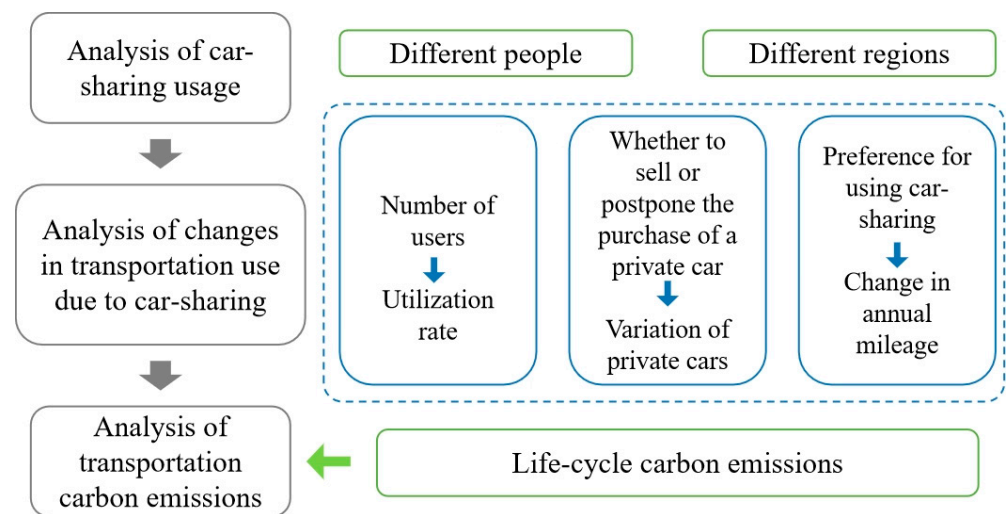 Analysis of car-
sharing usage
Analysis of changes
in transportation use
due to car-sharing
Analysis of
transportation
carbon emissions
Different people
Different regions
Number of
users
Utilization
rate
Whether to
sell or
postpone the
purchase of a
private car
Variation of
private cars
Preference for
using car-
sharing
Change in
annual
mileage
Life-cycle carbon emissions